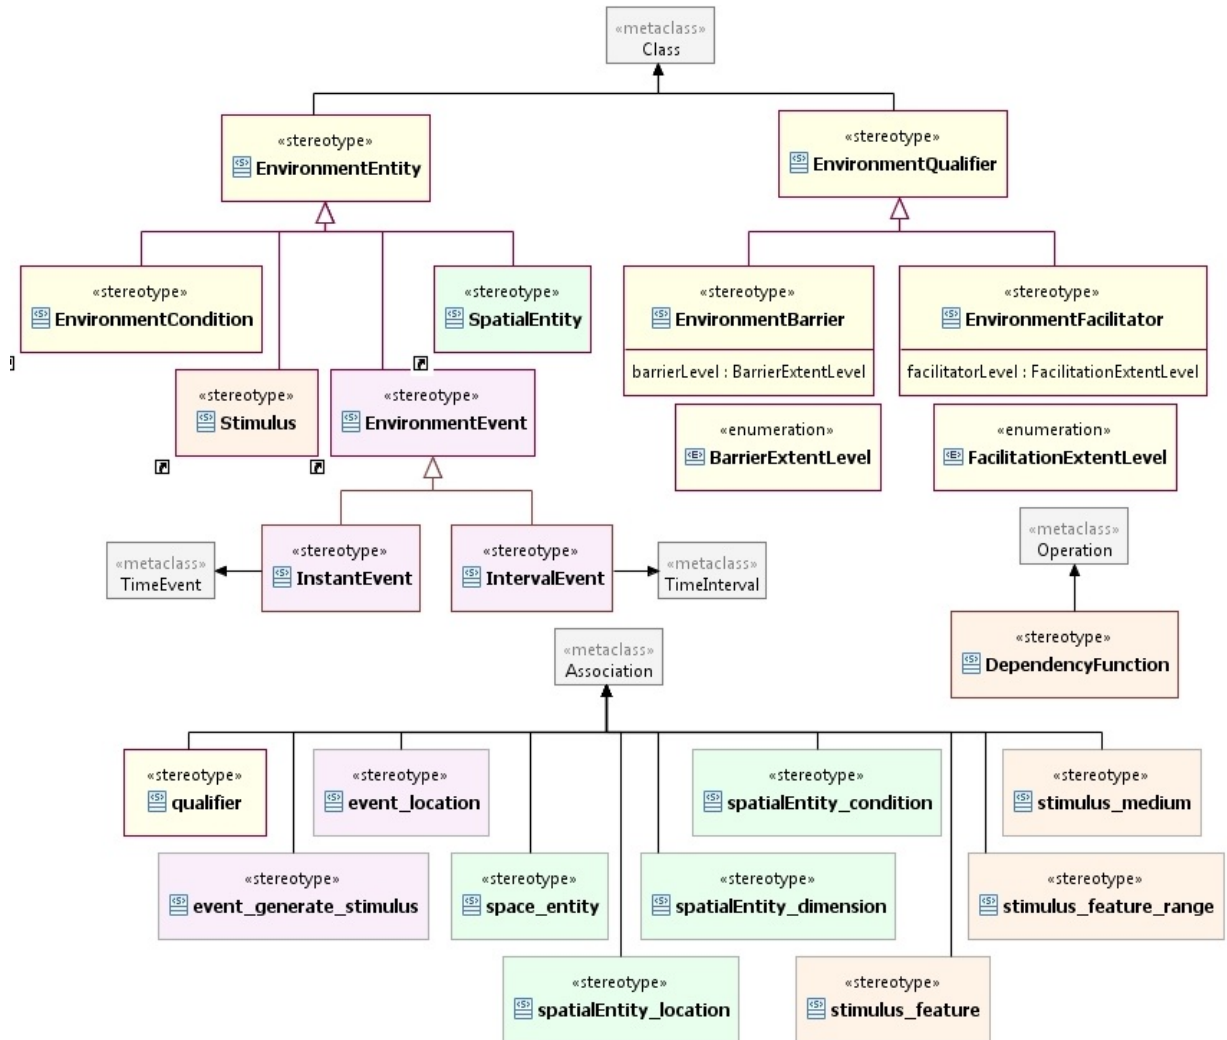 «metaclass»
Class
«stereotype»
EnvironmentEntity
«stereotype»
EnvironmentQualifier
«stereotype»
EnvironmentCondition
«stereotype»
SpatialEntity
«stereotype»
EnvironmentBarrier
barrierLevel : BarrierExtentLevel
«stereotype»
EnvironmentFacilitator
facilitatorLevel : FacilitationExtentLevel
«stereotype»
Stimulus
«stereotype»
EnvironmentEvent
«enumeration»
BarrierExtentLevel
«enumeration»
FacilitationExtentLevel
«metaclass»
TimeEvent
«stereotype»
InstantEvent
«stereotype»
IntervalEvent
«metaclass»
TimeInterval
«metaclass»
Operation
«stereotype»
DependencyFunction
«metaclass»
Association
«stereotype»
qualifier
«stereotype»
event_location
«stereotype»
spatialEntity_condition
«stereotype»
stimulus_medium
«stereotype»
event_generate_stimulus
«stereotype»
space_entity
«stereotype»
spatialEntity_dimension
«stereotype»
stimulus_feature_range
«stereotype»
spatialEntity_location
«stereotype»
stimulus_feature